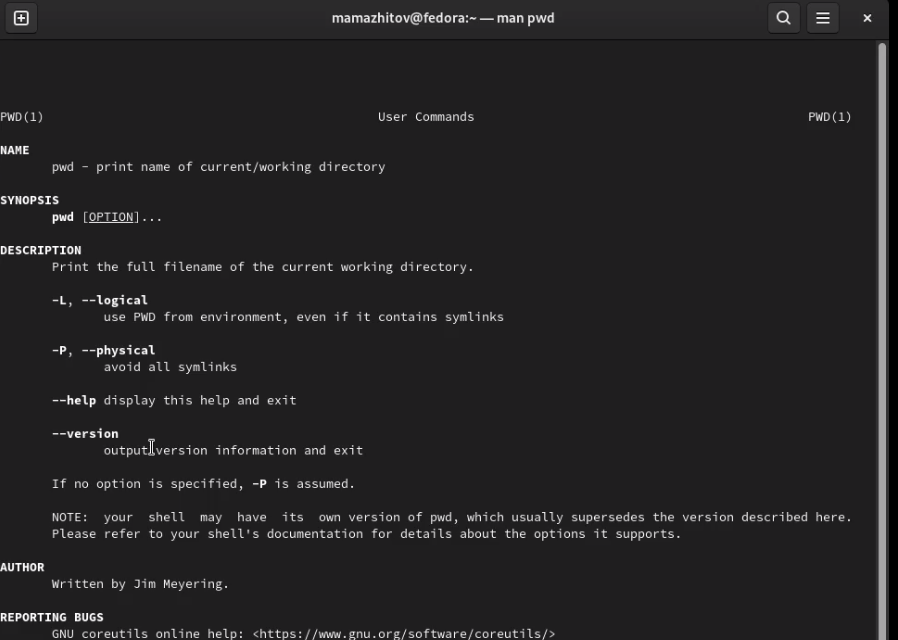 mamazhitov@fedora:~ — man pwd
PWD(1) User Commands PWD(1)
NAME
pwd - print name of current/working directory
SYNOPSIS
pwd [OPTION]...
DESCRIPTION
Print the full filename of the current working directory.
-L, --logical
use PWD from environment, even if it contains symlinks
-P, --physical
avoid all symlinks
--help display this help and exit
--version
output version information and exit
If no option is specified, -P is assumed.
NOTE: your shell may have its own version of pwd, which usually supersedes the version described here.
Please refer to your shell's documentation for details about the options it supports.
AUTHOR
Written by Jim Meyering.
REPORTING BUGS
GNU coreutils online help: <https://www.gnu.org/software/coreutils/>